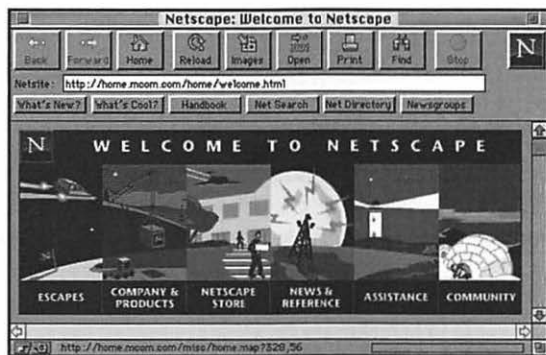 Netscape: Welcome to Netscape
Back Forward Home Reload Images Open Print Find Stop
N
Netsite: http://home.mcom.com/home/welcome.html
What's New? What's Cool? Handbook Net Search Net Directory Newsgroups
N WELCOME TO NETSCAPE
ESCAPES COMPANY & PRODUCTS NETSCAPE STORE NEWS & REFERENCE ASSISTANCE COMMUNITY
http://home.mcom.com/misc/home.map?328,56